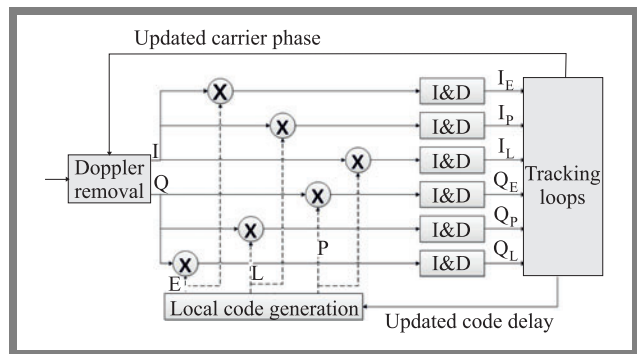 Updated carrier phase
I&D
I_E
X
I&D
I_P
X
I
I&D
I_L
X
Doppler removal
Tracking loops
Q
I&D
Q_E
X
I&D
Q_P
X
P
I&D
Q_L
X
E
L
Local code generation
Updated code delay